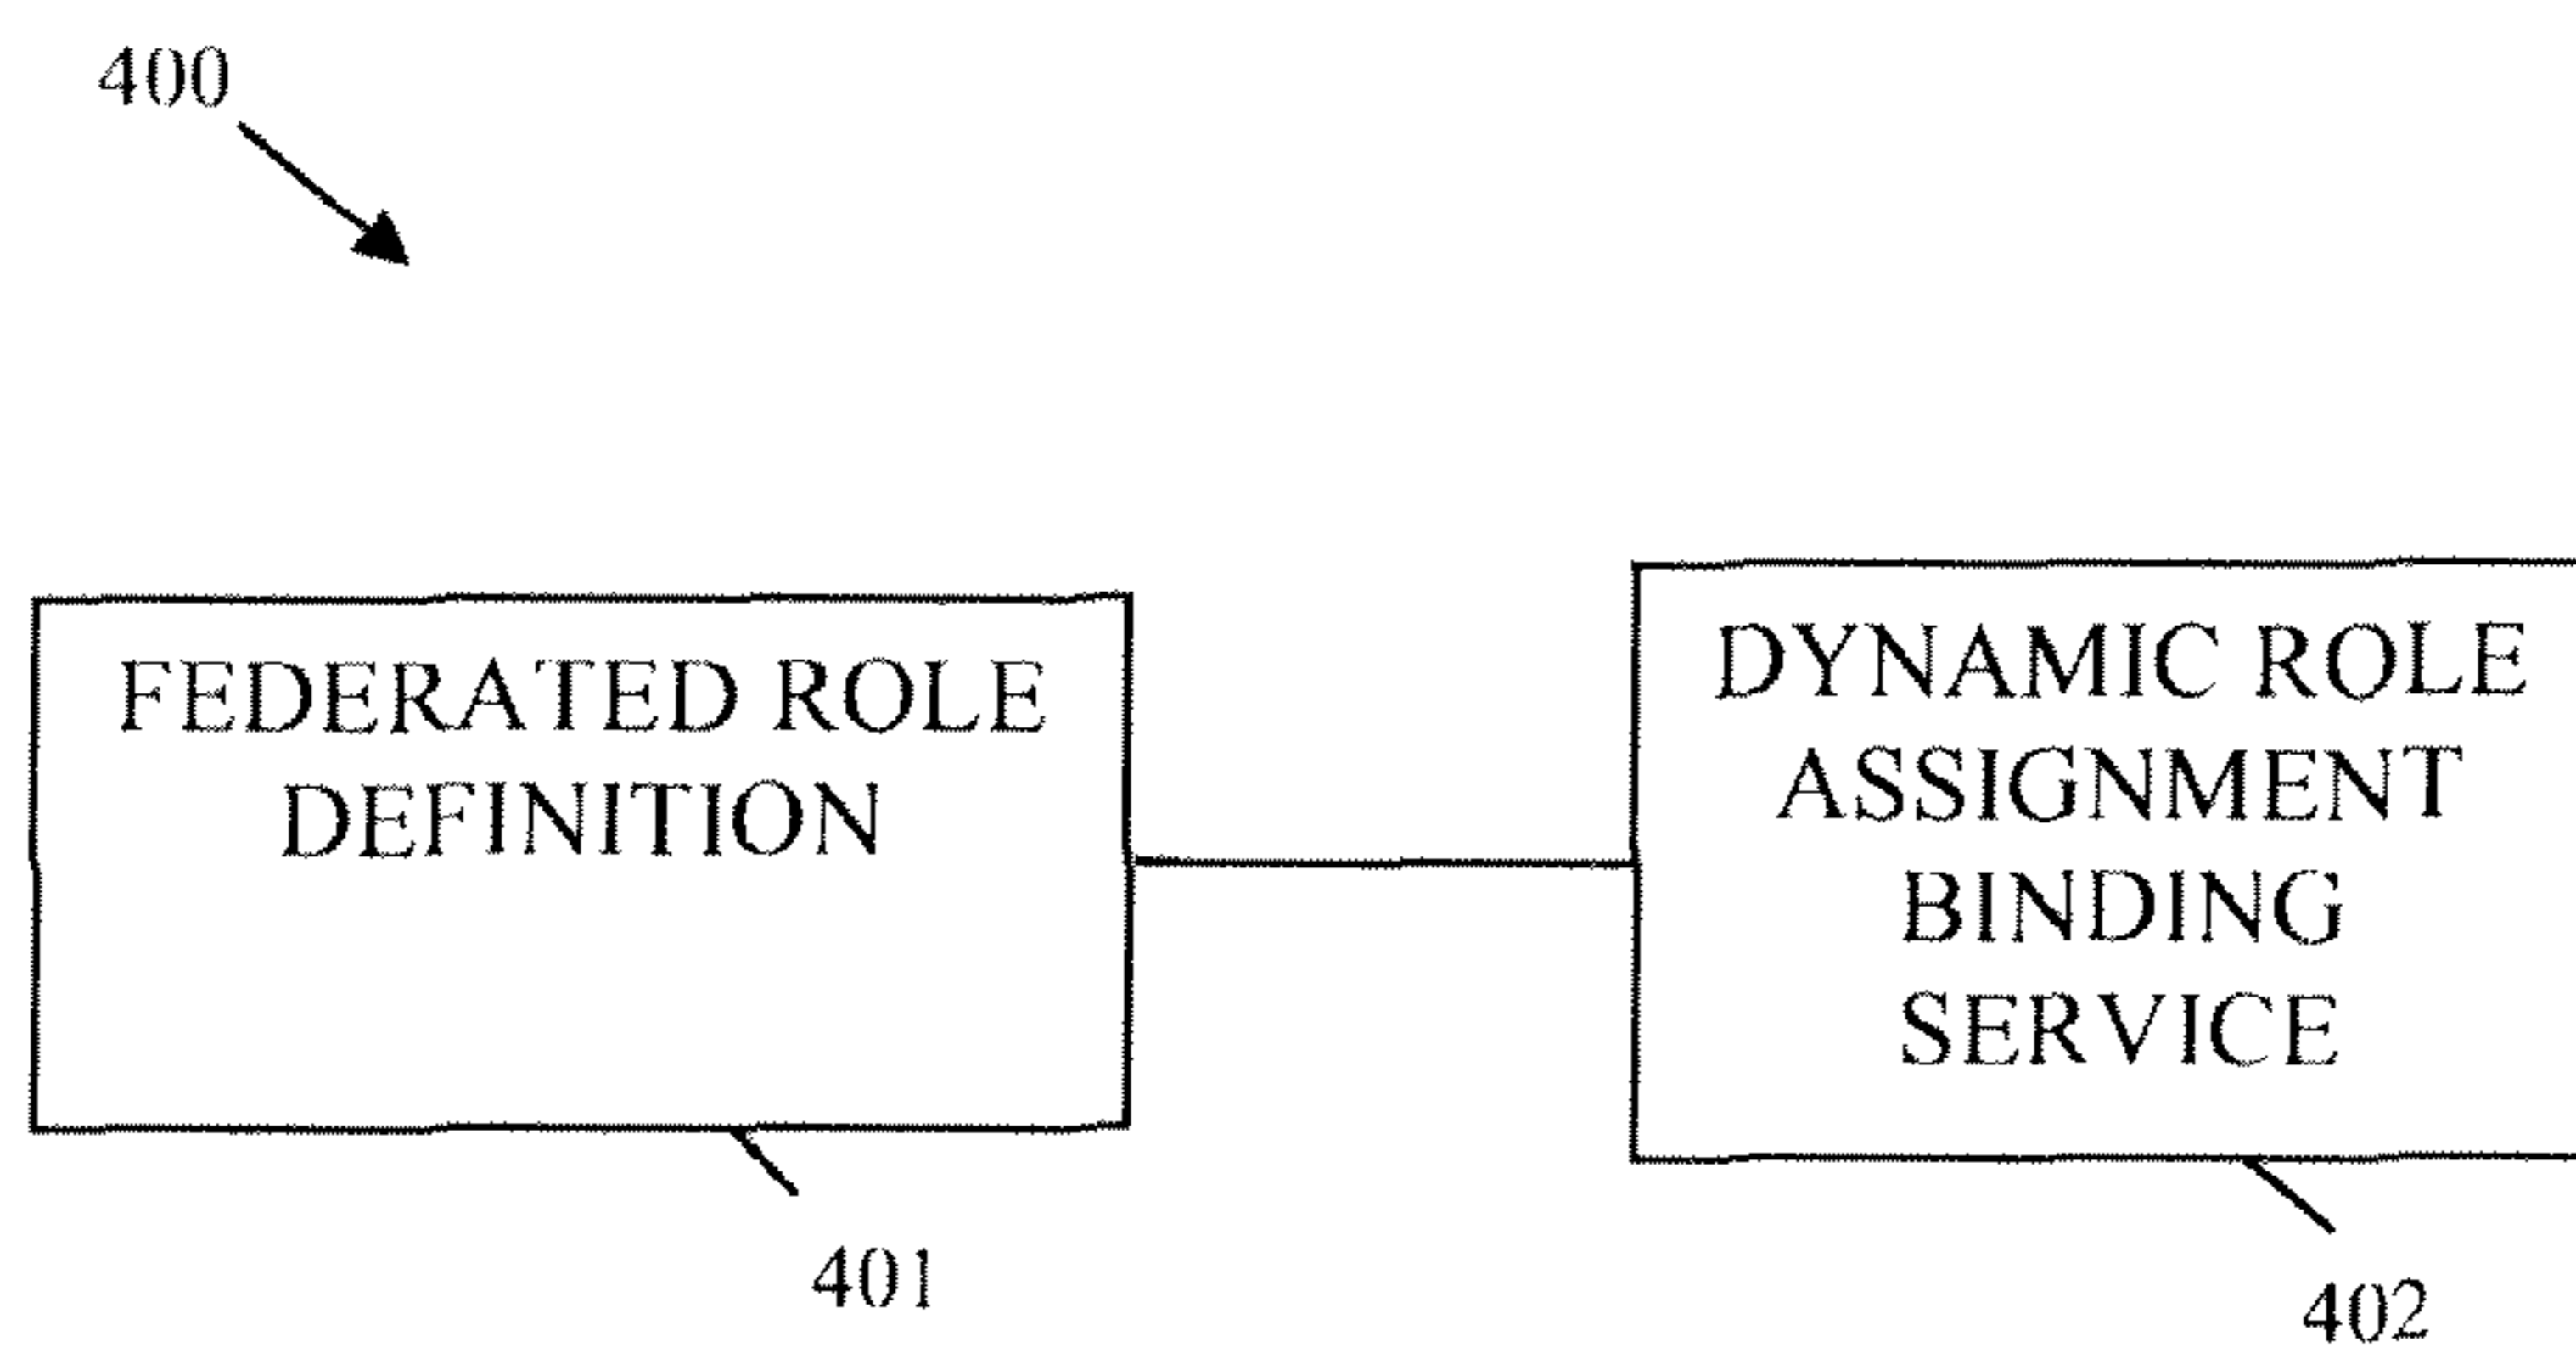 400
FEDERATED ROLE
DEFINITION
DYNAMIC ROLE
ASSIGNMENT
BINDING
SERVICE
401
402